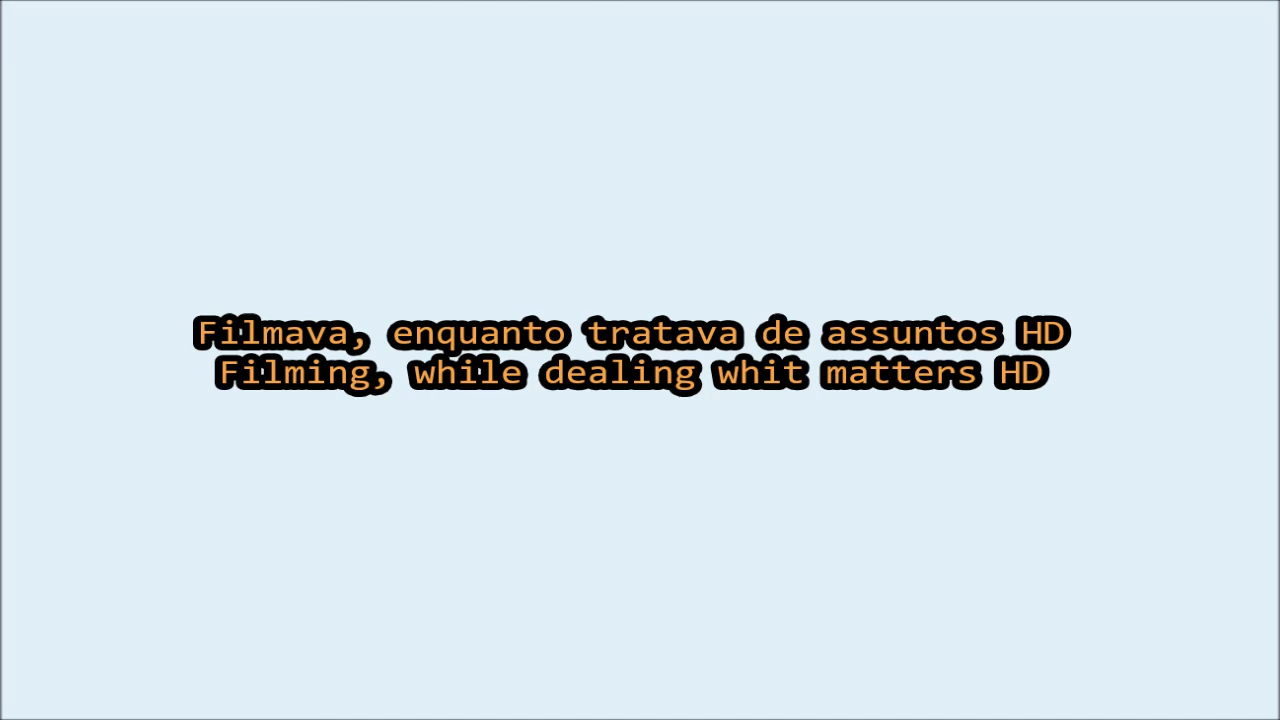 Filmava, enquanto tratava de assuntos HD
Filming, while dealing whit matters HD